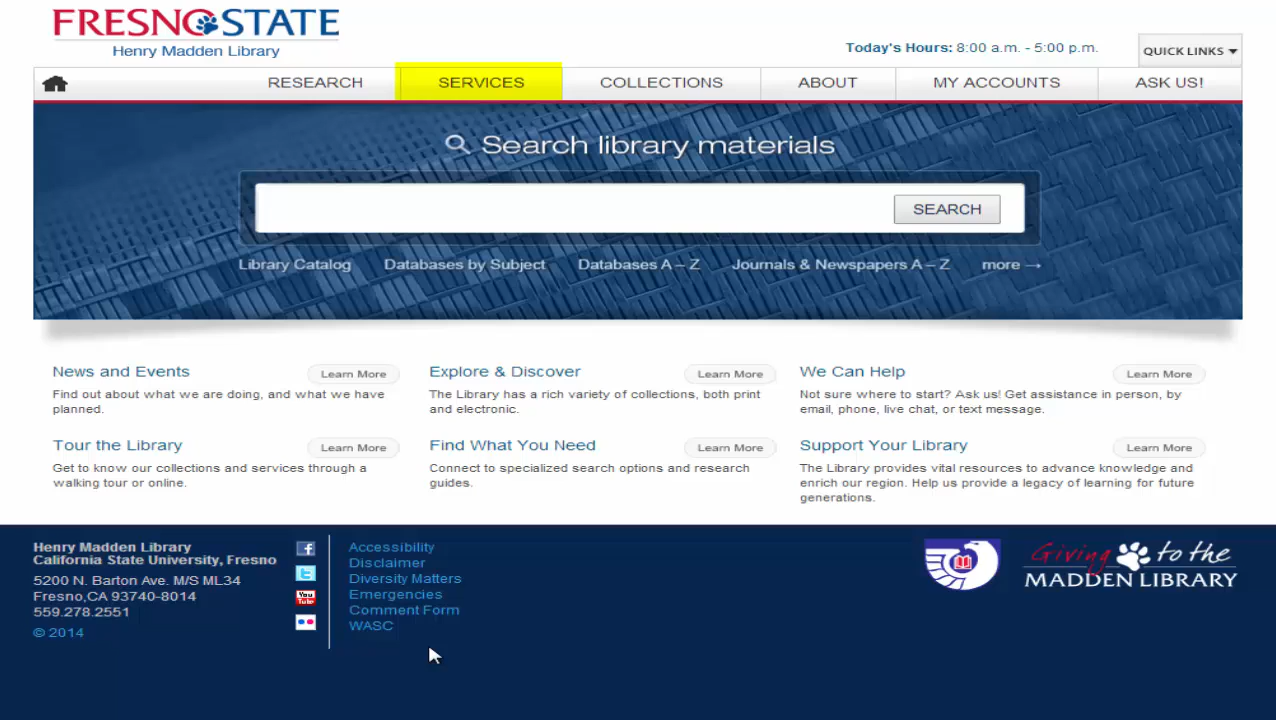 FRESNO STATE
Henry Madden Library
Today's Hours: 8:00 a.m. - 5:00 p.m.
QUICK LINKS
RESEARCH SERVICES COLLECTIONS ABOUT MY ACCOUNTS ASK US!
Search library materials
SEARCH
Library Catalog Databases by Subject Databases A – Z Journals & Newspapers A – Z more →
News and Events Learn More
Find out about what we are doing, and what we have
planned.
Explore & Discover Learn More
The Library has a rich variety of collections, both print
and electronic.
We Can Help Learn More
Not sure where to start? Ask us! Get assistance in person, by
email, phone, live chat, or text message.
Tour the Library Learn More
Get to know our collections and services through a
walking tour or online.
Find What You Need Learn More
Connect to specialized search options and research
guides.
Support Your Library Learn More
The Library provides vital resources to advance knowledge and
enrich our region. Help us provide a legacy of learning for future
generations.
Henry Madden Library
California State University, Fresno
5200 N. Barton Ave. M/S ML34
Fresno,CA 93740-8014
559.278.2551
© 2014
f
t
You Tube
Accessibility
Disclaimer
Diversity Matters
Emergencies
Comment Form
WASC
Giving to the
MADDEN LIBRARY